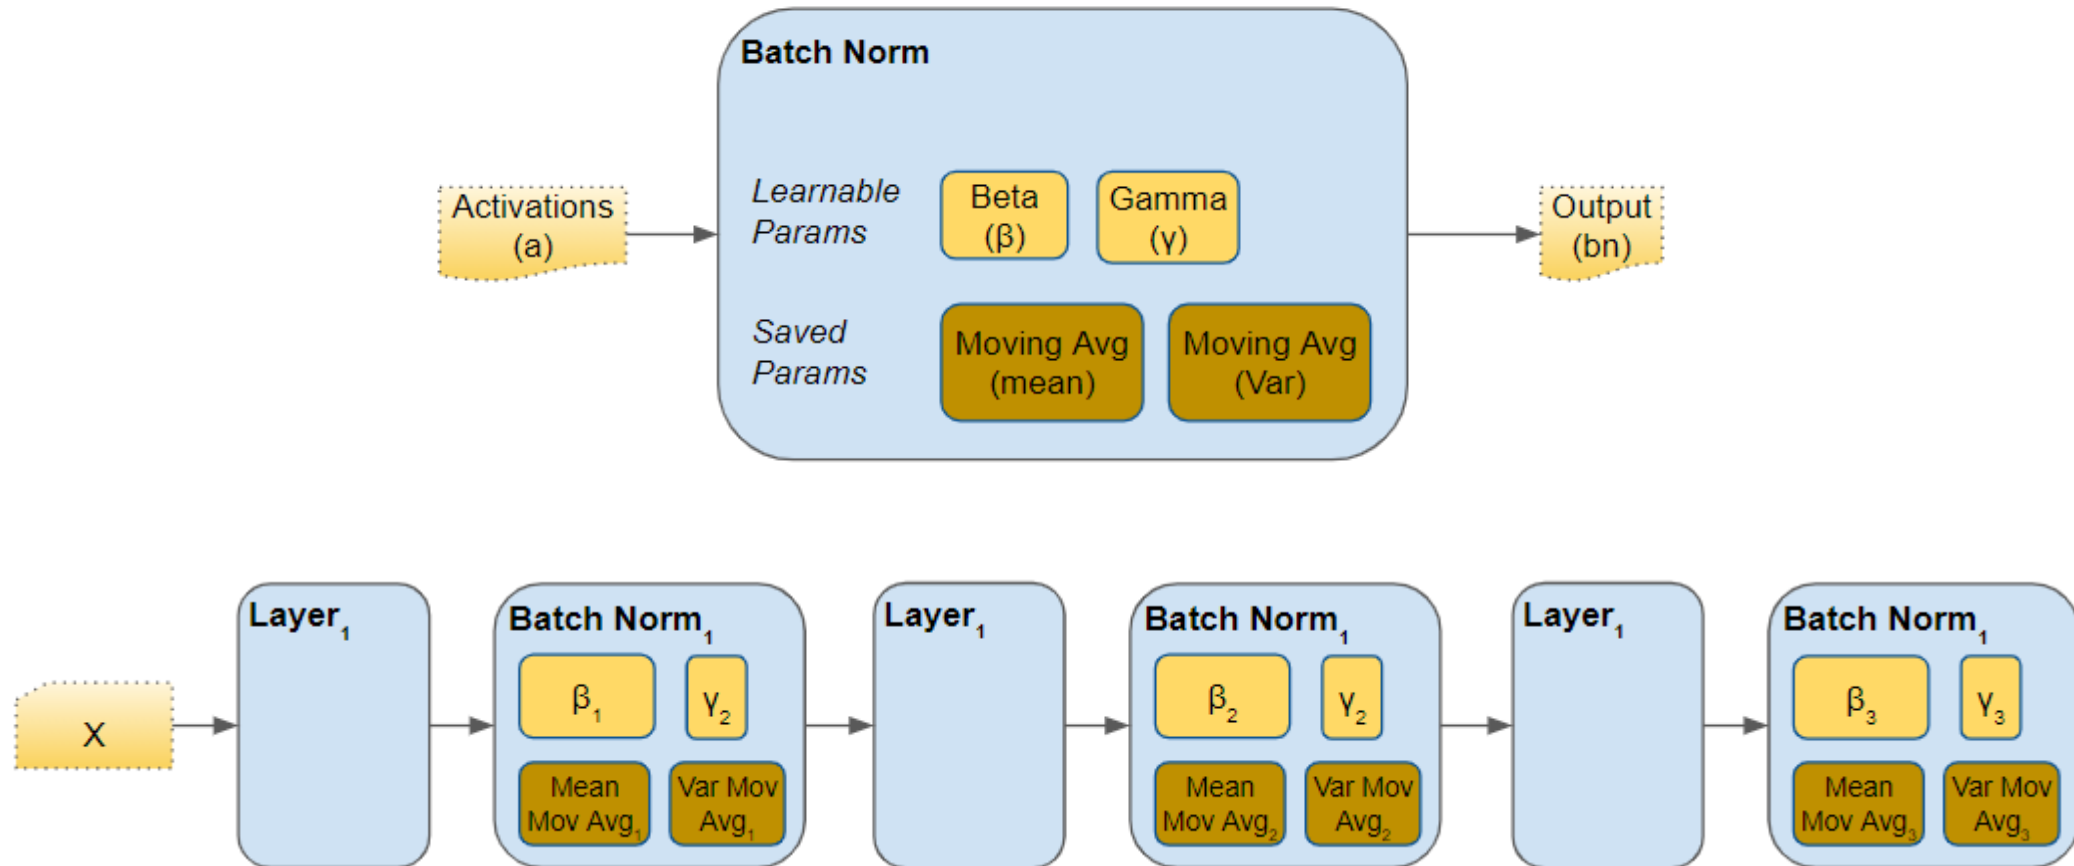 Batch Norm
Activations
(a)
Learnable
Params
Beta
(β)
Gamma
(γ)
Output
(bn)
Saved
Params
Moving Avg
(mean)
Moving Avg
(Var)
X
Layer₁
Batch Norm₁
β₁
γ₂
Mean
Mov Avg₁
Var Mov
Avg₁
Layer₁
Batch Norm₁
β₂
γ₂
Mean
Mov Avg₂
Var Mov
Avg₂
Layer₁
Batch Norm₁
β₃
γ₃
Mean
Mov Avg₃
Var Mov
Avg₃